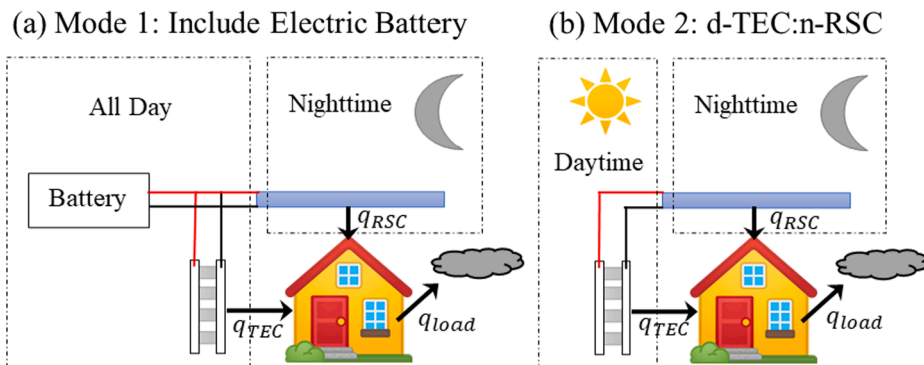 (a) Mode 1: Include Electric Battery
All Day
Nighttime
Battery
q_RSC
q_TEC
q_load
(b) Mode 2: d-TEC:n-RSC
Nighttime
Daytime
q_RSC
q_TEC
q_load